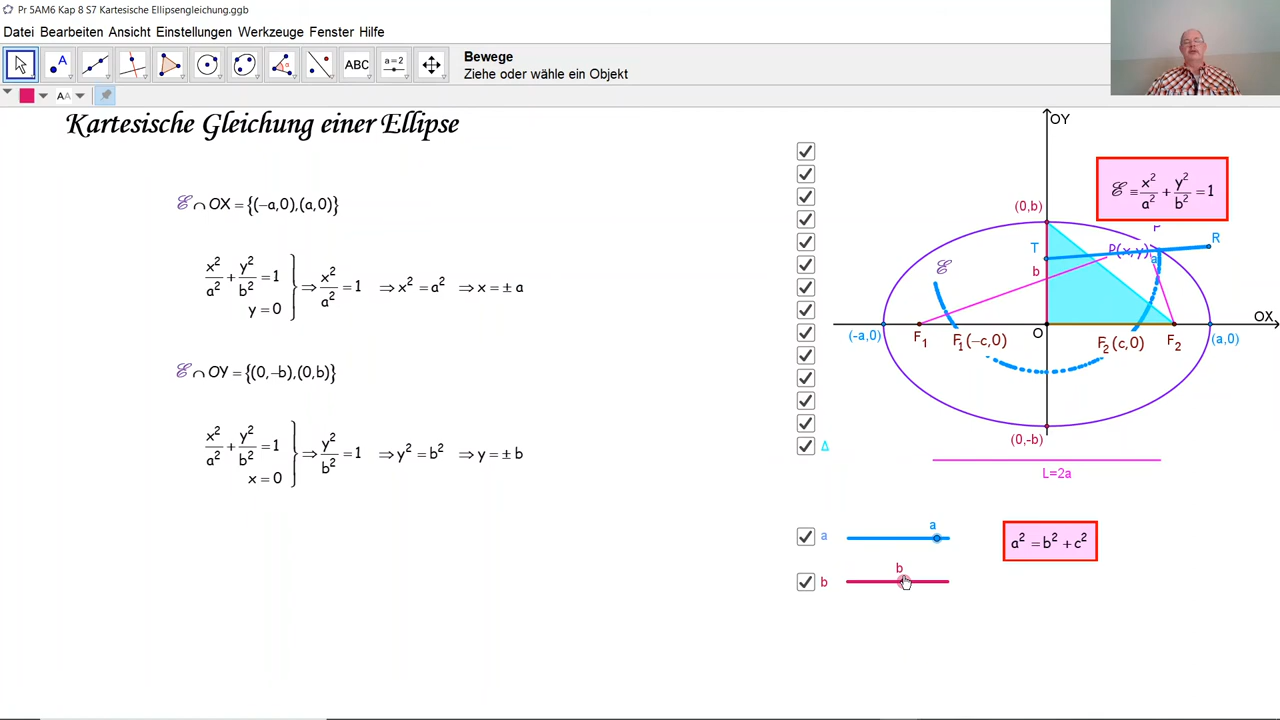 Pr 5AM6 Kap 8 S7 Kartesische Ellipsengleichung.ggb
Datei Bearbeiten Ansicht Einstellungen Werkzeuge Fenster Hilfe
A
ABC
a=2
Bewege
Ziehe oder wähle ein Objekt
AA
Kartesische Gleichung einer Ellipse
ℰ ∩ OX = {(−a,0),(a,0)}
x²/a² + y²/b² = 1
y = 0
⇒ x²/a² = 1 ⇒ x² = a² ⇒ x = ± a
ℰ ∩ OY = {(0,−b),(0,b)}
x²/a² + y²/b² = 1
x = 0
⇒ y²/b² = 1 ⇒ y² = b² ⇒ y = ± b
OY
ℰ ≡ x²/a² + y²/b² = 1
(0,b)
P
R
T
P(x,y)
a
b
ℰ
OX
(-a,0)
F₁
F₁(−c,0)
O
F₂(c,0)
F₂
(a,0)
(0,-b)
Δ
L=2a
a
a
a² = b² + c²
b
b